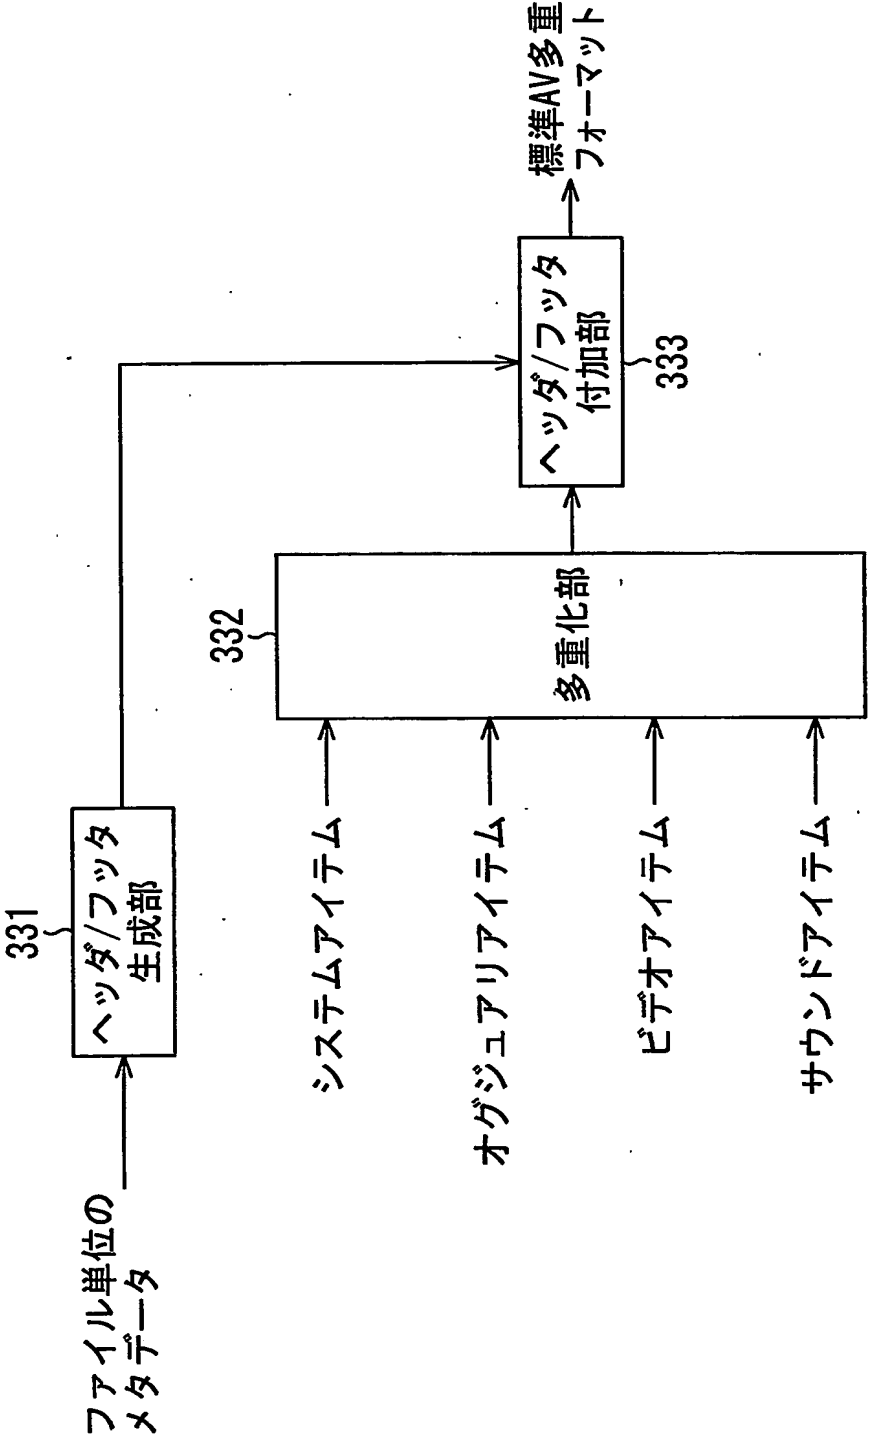 ファイル単位の
メタデータ
331
ヘッダ/フッタ
生成部
システムアイテム
オグジュアリアイテム
ビデオアイテム
サウンドアイテム
332
多重化部
ヘッダ/フッタ
付加部
333
標準AV多重
フォーマット